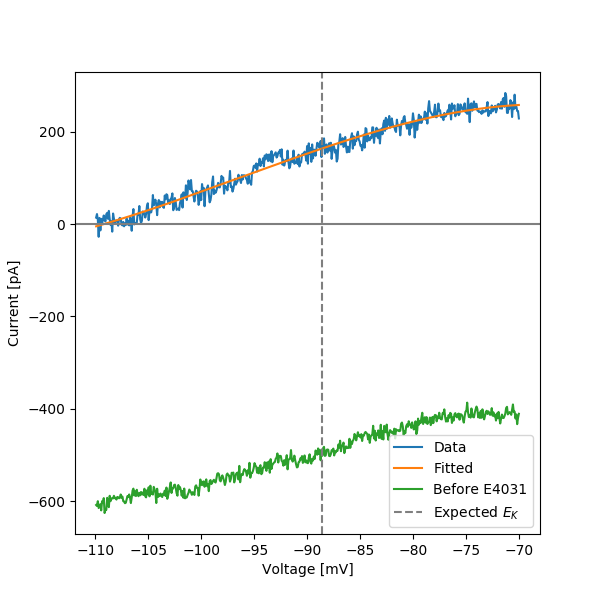 200
0
−200
−400
−600
Current [pA]
−110
−105
−100
−95
−90
−85
−80
−75
−70
Voltage [mV]
Data
Fitted
Before E4031
Expected E_K